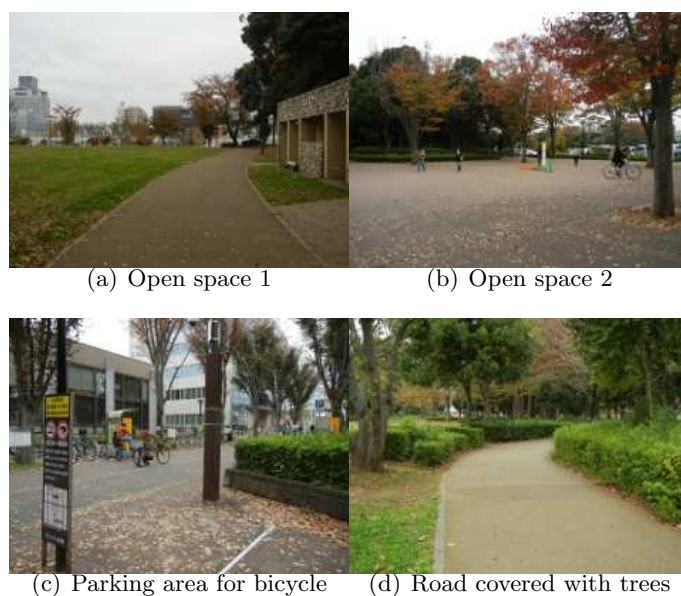 (a) Open space 1
(b) Open space 2
(c) Parking area for bicycle
(d) Road covered with trees